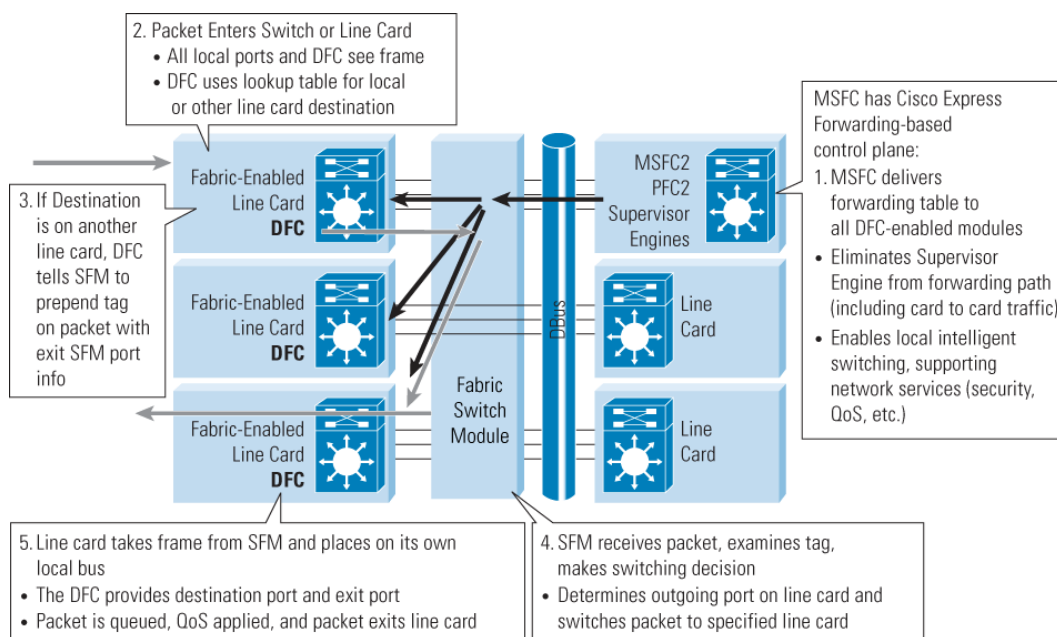 2. Packet Enters Switch or Line Card
• All local ports and DFC see frame
• DFC uses lookup table for local
or other line card destination
MSFC has Cisco Express
Forwarding-based
control plane:
1. MSFC delivers
forwarding table to
all DFC-enabled modules
• Eliminates Supervisor
Engine from forwarding path
(including card to card traffic)
• Enables local intelligent
switching, supporting
network services (security,
QoS, etc.)
3. If Destination
is on another
line card, DFC
tells SFM to
prepend tag
on packet with
exit SFM port
info
Fabric-Enabled
Line Card
DFC
Fabric-Enabled
Line Card
DFC
Fabric-Enabled
Line Card
DFC
Fabric
Switch
Module
DBus
MSFC2
PFC2
Supervisor
Engines
Line
Card
Line
Card
5. Line card takes frame from SFM and places on its own
local bus
• The DFC provides destination port and exit port
• Packet is queued, QoS applied, and packet exits line card
4. SFM receives packet, examines tag,
makes switching decision
• Determines outgoing port on line card and
switches packet to specified line card